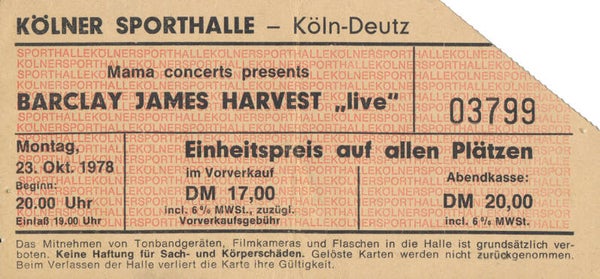 KÖLNER SPORTHALLE – Köln-Deutz
Mama concerts presents
BARCLAY JAMES HARVEST „live“
03799
Montag,
23. Okt. 1978
Beginn:
20.00 Uhr
Einlaß 19.00 Uhr
Einheitspreis auf allen Plätzen
im Vorverkauf
DM 17,00
incl. 6% MWSt., zuzügl.
Vorverkaufsgebühr
Abendkasse:
DM 20,00
incl. 6% MWSt.
Das Mitnehmen von Tonbandgeräten, Filmkameras und Flaschen in die Halle ist grundsätzlich ver-
boten. Keine Haftung für Sach- und Körperschäden. Gelöste Karten werden nicht zurückgenommen.
Beim Verlassen der Halle verliert die Karte ihre Gültigkeit.